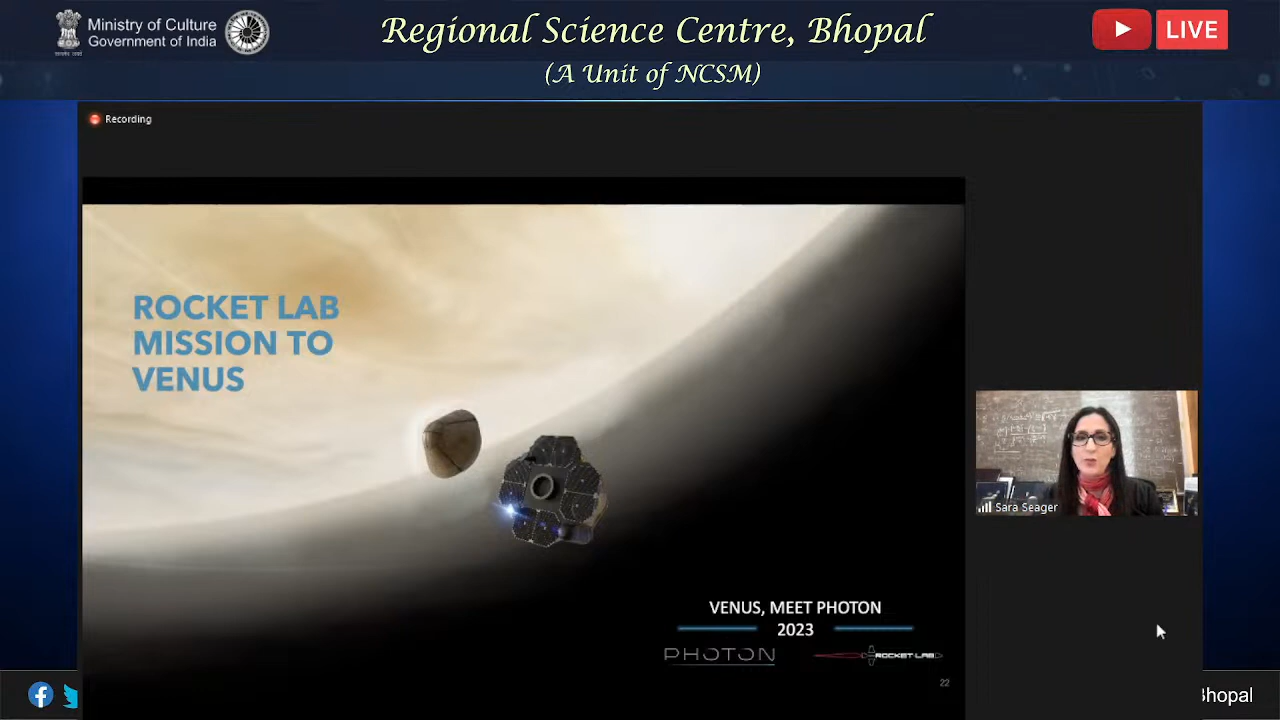 Ministry of Culture
Government of India
Regional Science Centre, Bhopal
(A Unit of NCSM)
LIVE
Recording
ROCKET LAB
MISSION TO
VENUS
Sara Seager
VENUS, MEET PHOTON
2023
PHOTON
ROCKET LAB
22
Bhopal